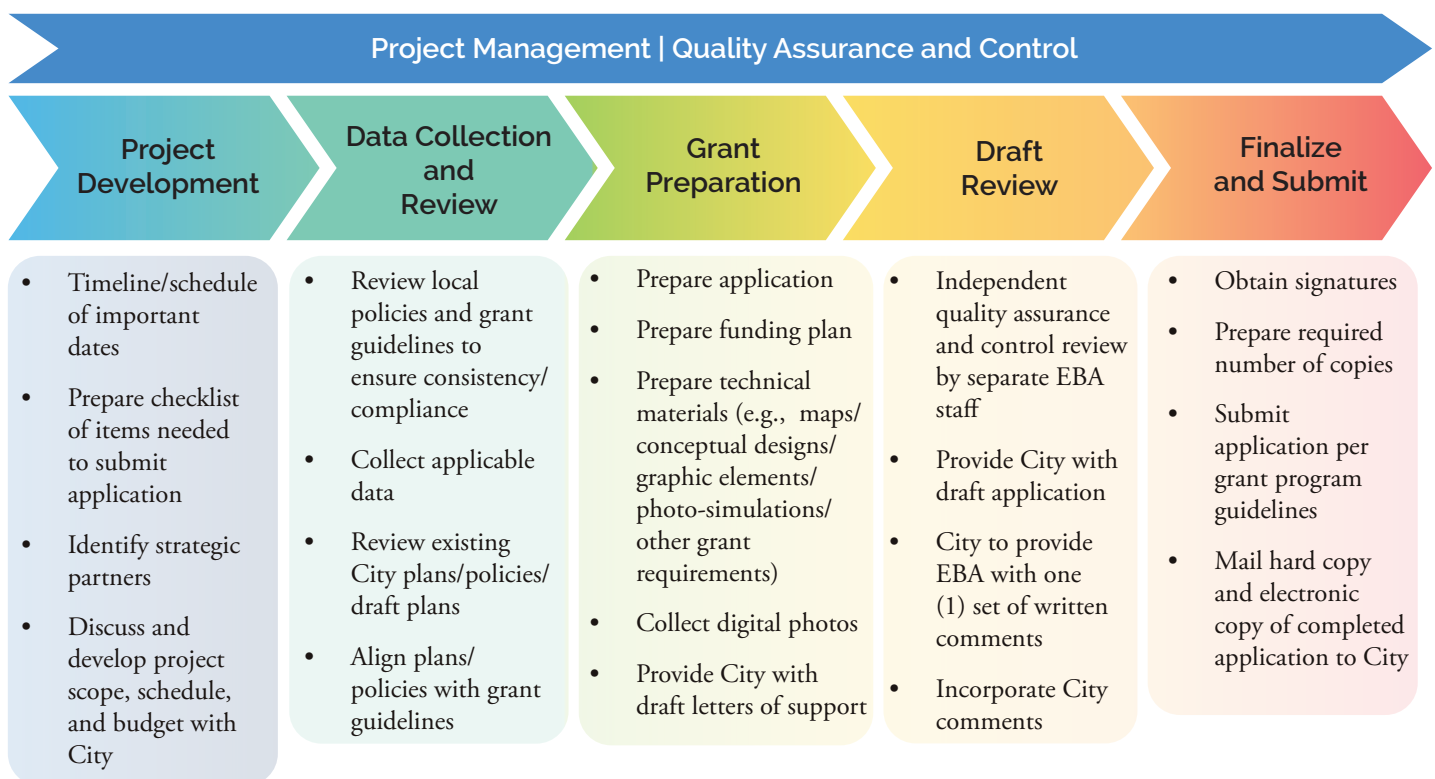 Project Management | Quality Assurance and Control
Project
Development
Data Collection
and
Review
Grant
Preparation
Draft
Review
Finalize
and Submit
• Timeline/schedule
of important
dates
• Prepare checklist
of items needed
to submit
application
• Identify strategic
partners
• Discuss and
develop project
scope, schedule,
and budget with
City
• Review local
policies and grant
guidelines to
ensure consistency/
compliance
• Collect applicable
data
• Review existing
City plans/policies/
draft plans
• Align plans/
policies with grant
guidelines
• Prepare application
• Prepare funding plan
• Prepare technical
materials (e.g., maps/
conceptual designs/
graphic elements/
photo-simulations/
other grant
requirements)
• Collect digital photos
• Provide City with
draft letters of support
• Independent
quality assurance
and control review
by separate EBA
staff
• Provide City with
draft application
• City to provide
EBA with one
(1) set of written
comments
• Incorporate City
comments
• Obtain signatures
• Prepare required
number of copies
• Submit
application per
grant program
guidelines
• Mail hard copy
and electronic
copy of completed
application to City